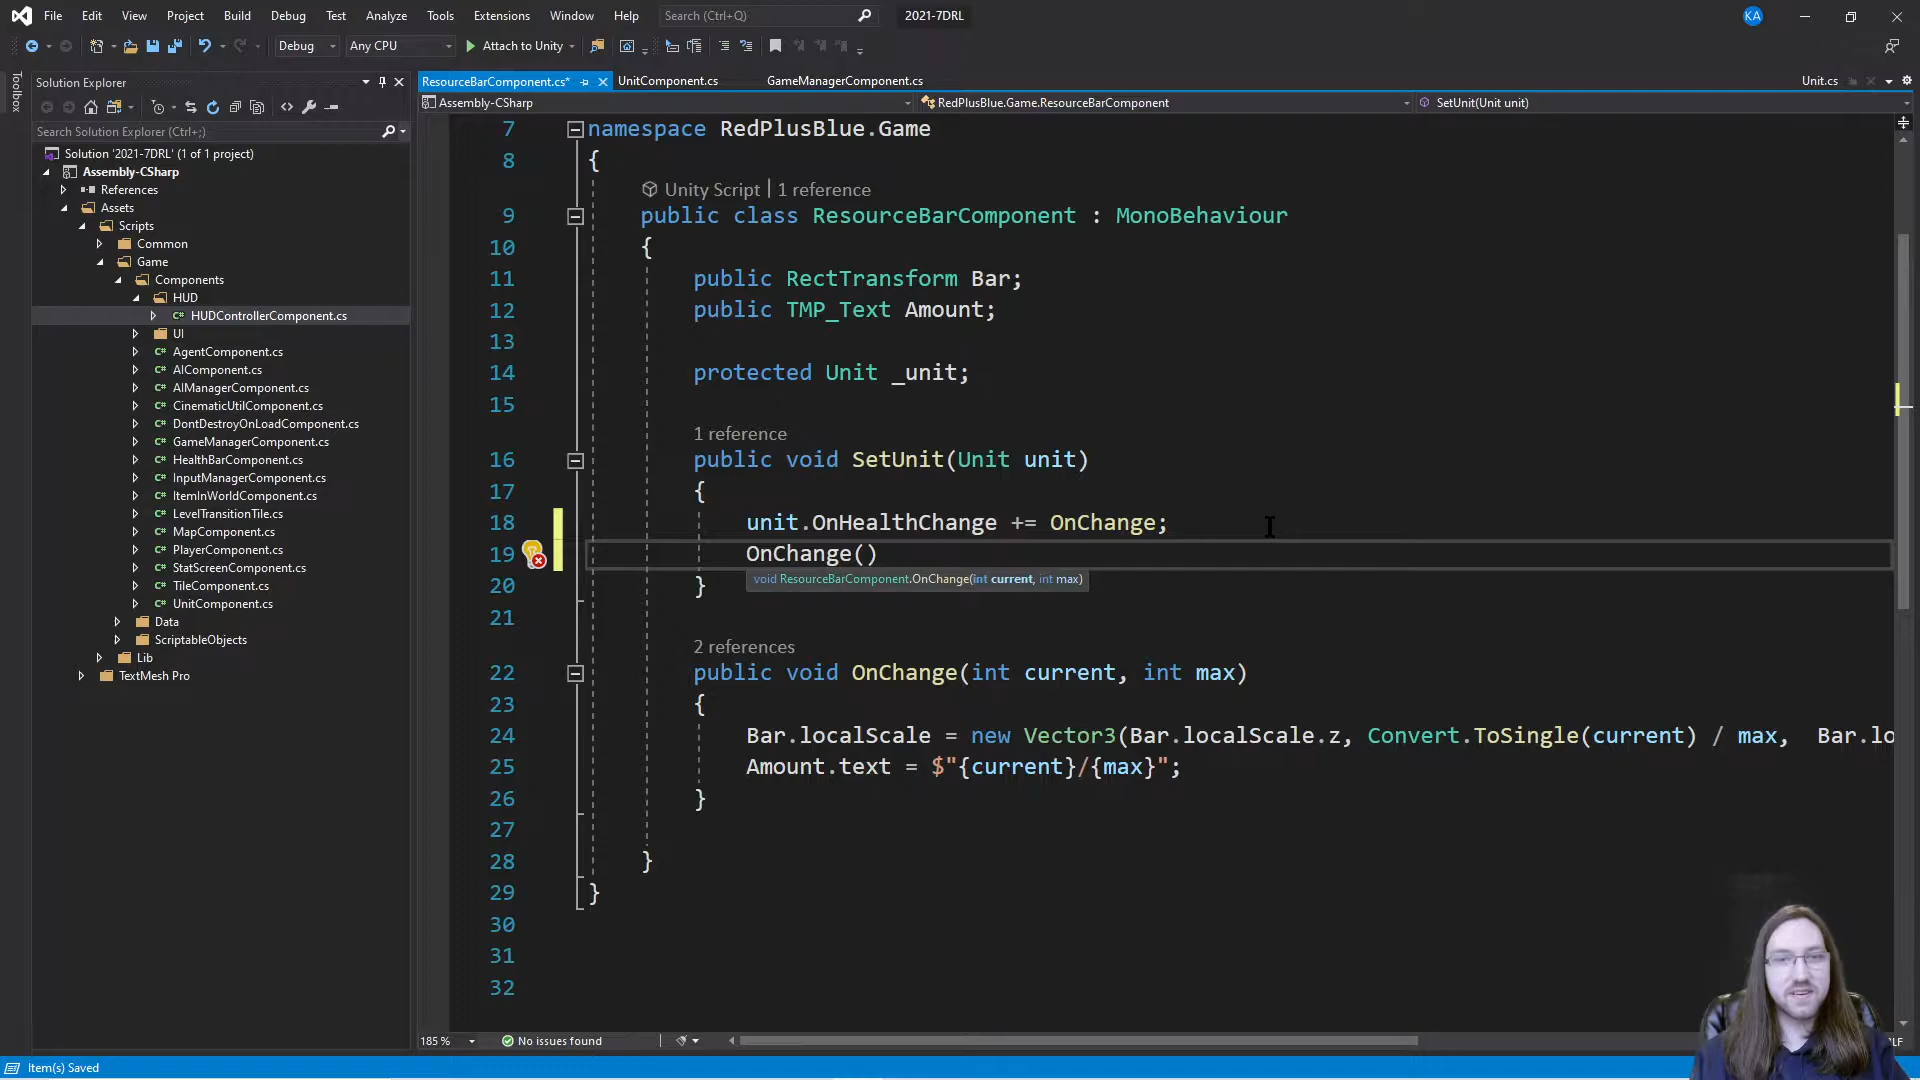 File Edit View Project Build Debug Test Analyze Tools Extensions Window Help Search (Ctrl+Q) 2021-7DRL KA
Debug Any CPU Attach to Unity
Toolbox
Solution Explorer
Search Solution Explorer (Ctrl+;)
Solution '2021-7DRL' (1 of 1 project)
Assembly-CSharp
References
Assets
Scripts
Common
Game
Components
HUD
C# HUDControllerComponent.cs
UI
C# AgentComponent.cs
C# AIComponent.cs
C# AIManagerComponent.cs
C# CinematicUtilComponent.cs
C# DontDestroyOnLoadComponent.cs
C# GameManagerComponent.cs
C# HealthBarComponent.cs
C# InputManagerComponent.cs
C# ItemInWorldComponent.cs
C# LevelTransitionTile.cs
C# MapComponent.cs
C# PlayerComponent.cs
C# StatScreenComponent.cs
C# TileComponent.cs
C# UnitComponent.cs
Data
ScriptableObjects
Lib
TextMesh Pro
ResourceBarComponent.cs* UnitComponent.cs GameManagerComponent.cs Unit.cs
Assembly-CSharp RedPlusBlue.Game.ResourceBarComponent SetUnit(Unit unit)
7 namespace RedPlusBlue.Game
8 {
Unity Script | 1 reference
9 public class ResourceBarComponent : MonoBehaviour
10 {
11 public RectTransform Bar;
12 public TMP_Text Amount;
13
14 protected Unit _unit;
15
1 reference
16 public void SetUnit(Unit unit)
17 {
18 unit.OnHealthChange += OnChange;
19 OnChange()
void ResourceBarComponent.OnChange(int current, int max)
20 }
21
2 references
22 public void OnChange(int current, int max)
23 {
24 Bar.localScale = new Vector3(Bar.localScale.z, Convert.ToSingle(current) / max, Bar.lo
25 Amount.text = $"{current}/{max}";
26 }
27
28 }
29 }
30
31
32
185 % No issues found LF
Item(s) Saved